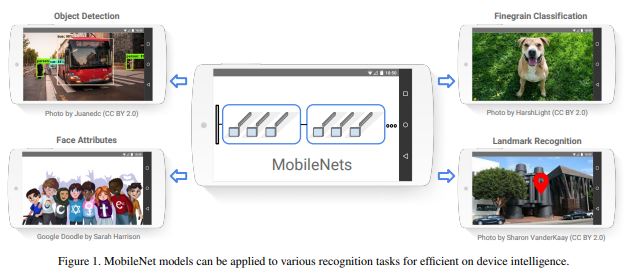 Object Detection
Photo by Juanedc (CC BY 2.0)
Finegrain Classification
Photo by HarshLight (CC BY 2.0)
18:50
MobileNets
Face Attributes
Google Doodle by Sarah Harrison
Landmark Recognition
Photo by Sharon VanderKaay (CC BY 2.0)
Figure 1. MobileNet models can be applied to various recognition tasks for efficient on device intelligence.